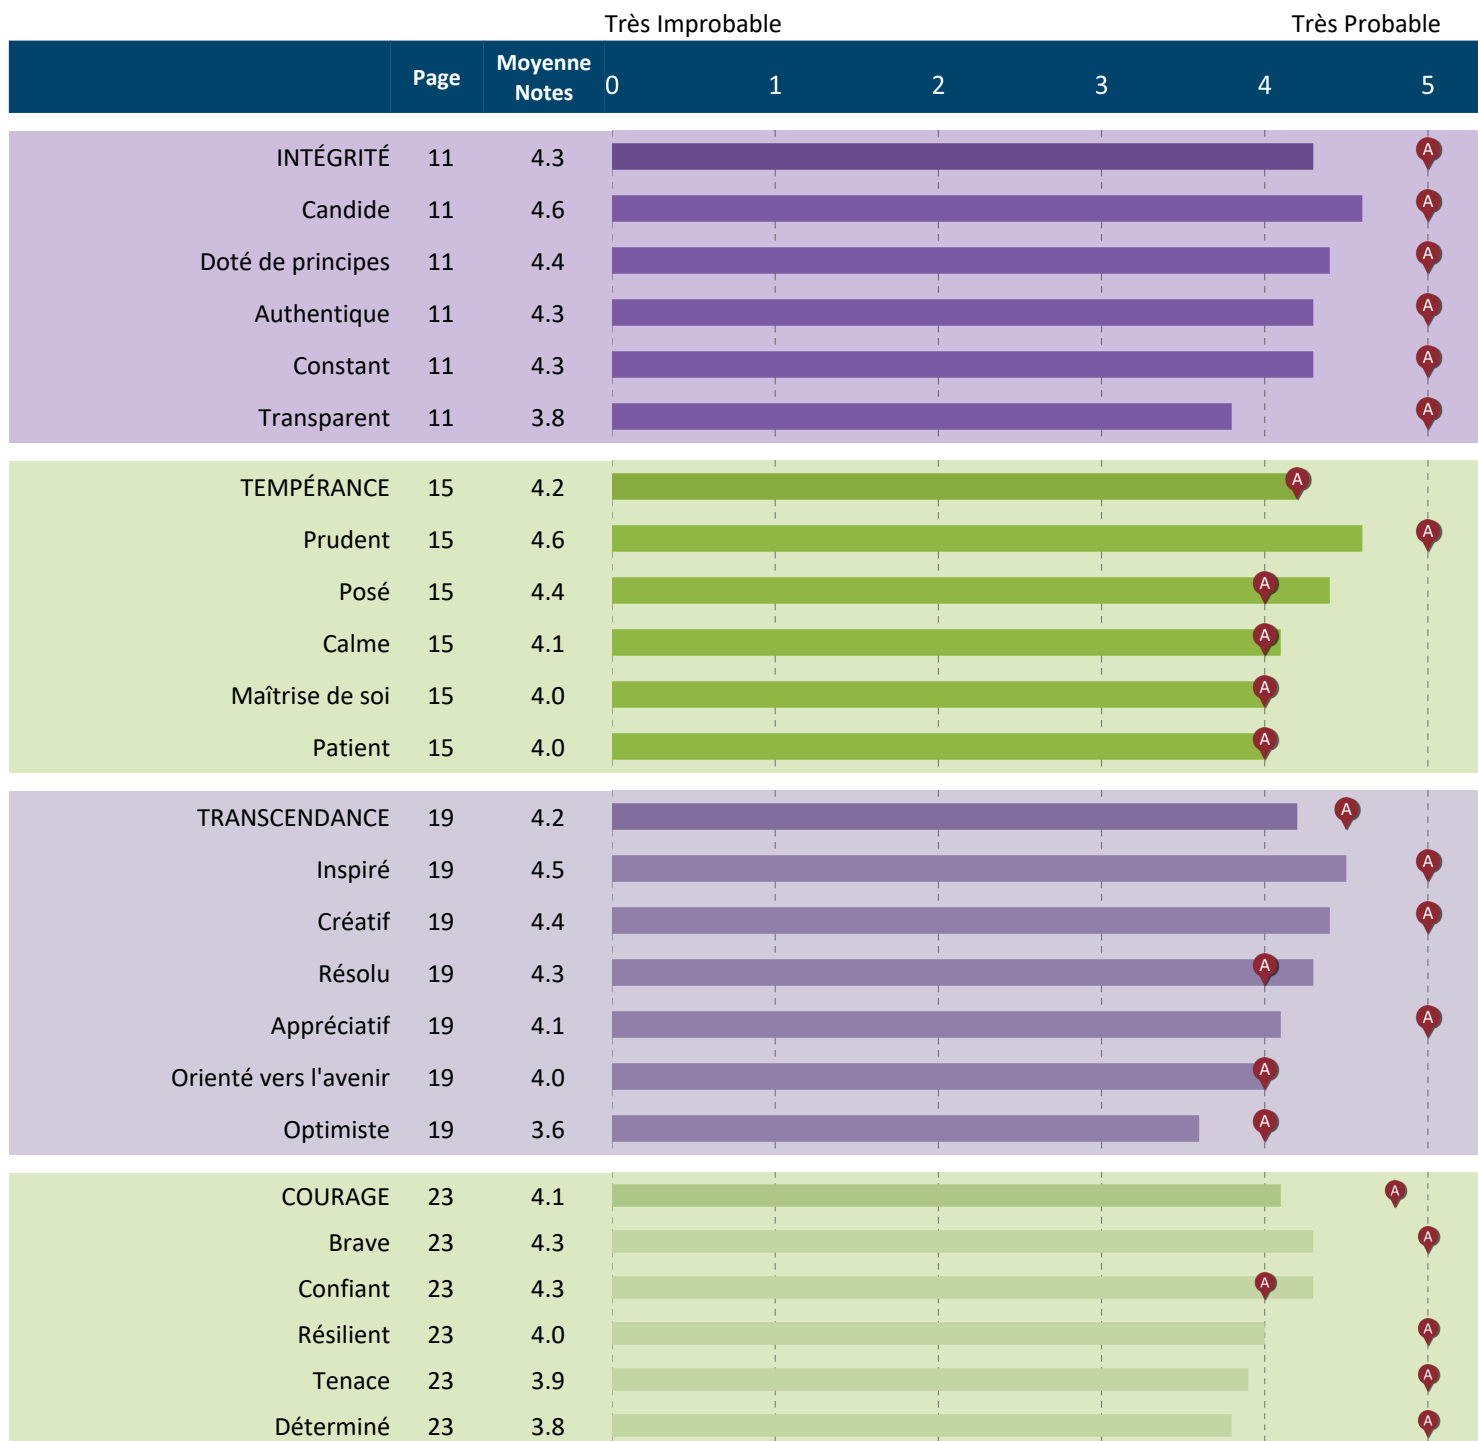 Très Improbable Très Probable
Page Moyenne Notes 0 1 2 3 4 5
INTÉGRITÉ 11 4.3 A
Candide 11 4.6 A
Doté de principes 11 4.4 A
Authentique 11 4.3 A
Constant 11 4.3 A
Transparent 11 3.8 A
TEMPÉRANCE 15 4.2 A
Prudent 15 4.6 A
Posé 15 4.4 A
Calme 15 4.1 A
Maîtrise de soi 15 4.0 A
Patient 15 4.0 A
TRANSCENDANCE 19 4.2 A
Inspiré 19 4.5 A
Créatif 19 4.4 A
Résolu 19 4.3 A
Appréciatif 19 4.1 A
Orienté vers l'avenir 19 4.0 A
Optimiste 19 3.6 A
COURAGE 23 4.1 A
Brave 23 4.3 A
Confiant 23 4.3 A
Résilient 23 4.0 A
Tenace 23 3.9 A
Déterminé 23 3.8 A